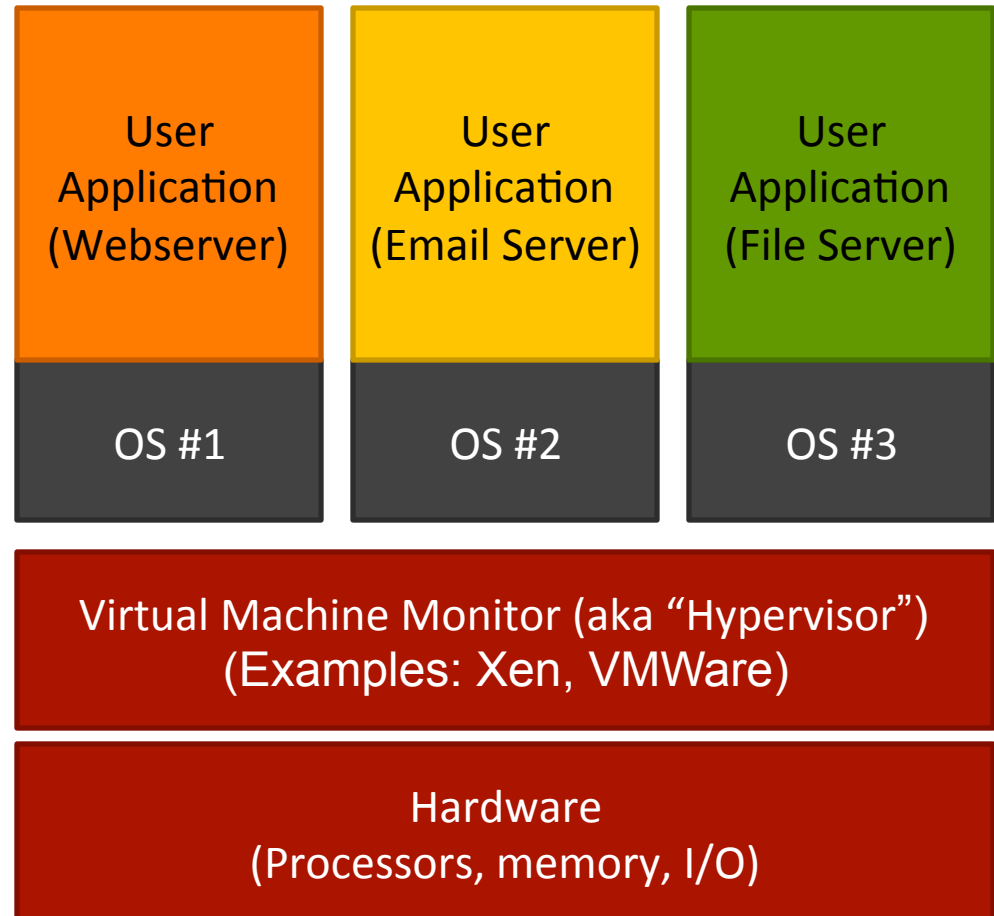 User
Application
(Webserver)
User
Application
(Email Server)
User
Application
(File Server)
OS #1
OS #2
OS #3
Virtual Machine Monitor (aka “Hypervisor”)
(Examples: Xen, VMWare)
Hardware
(Processors, memory, I/O)